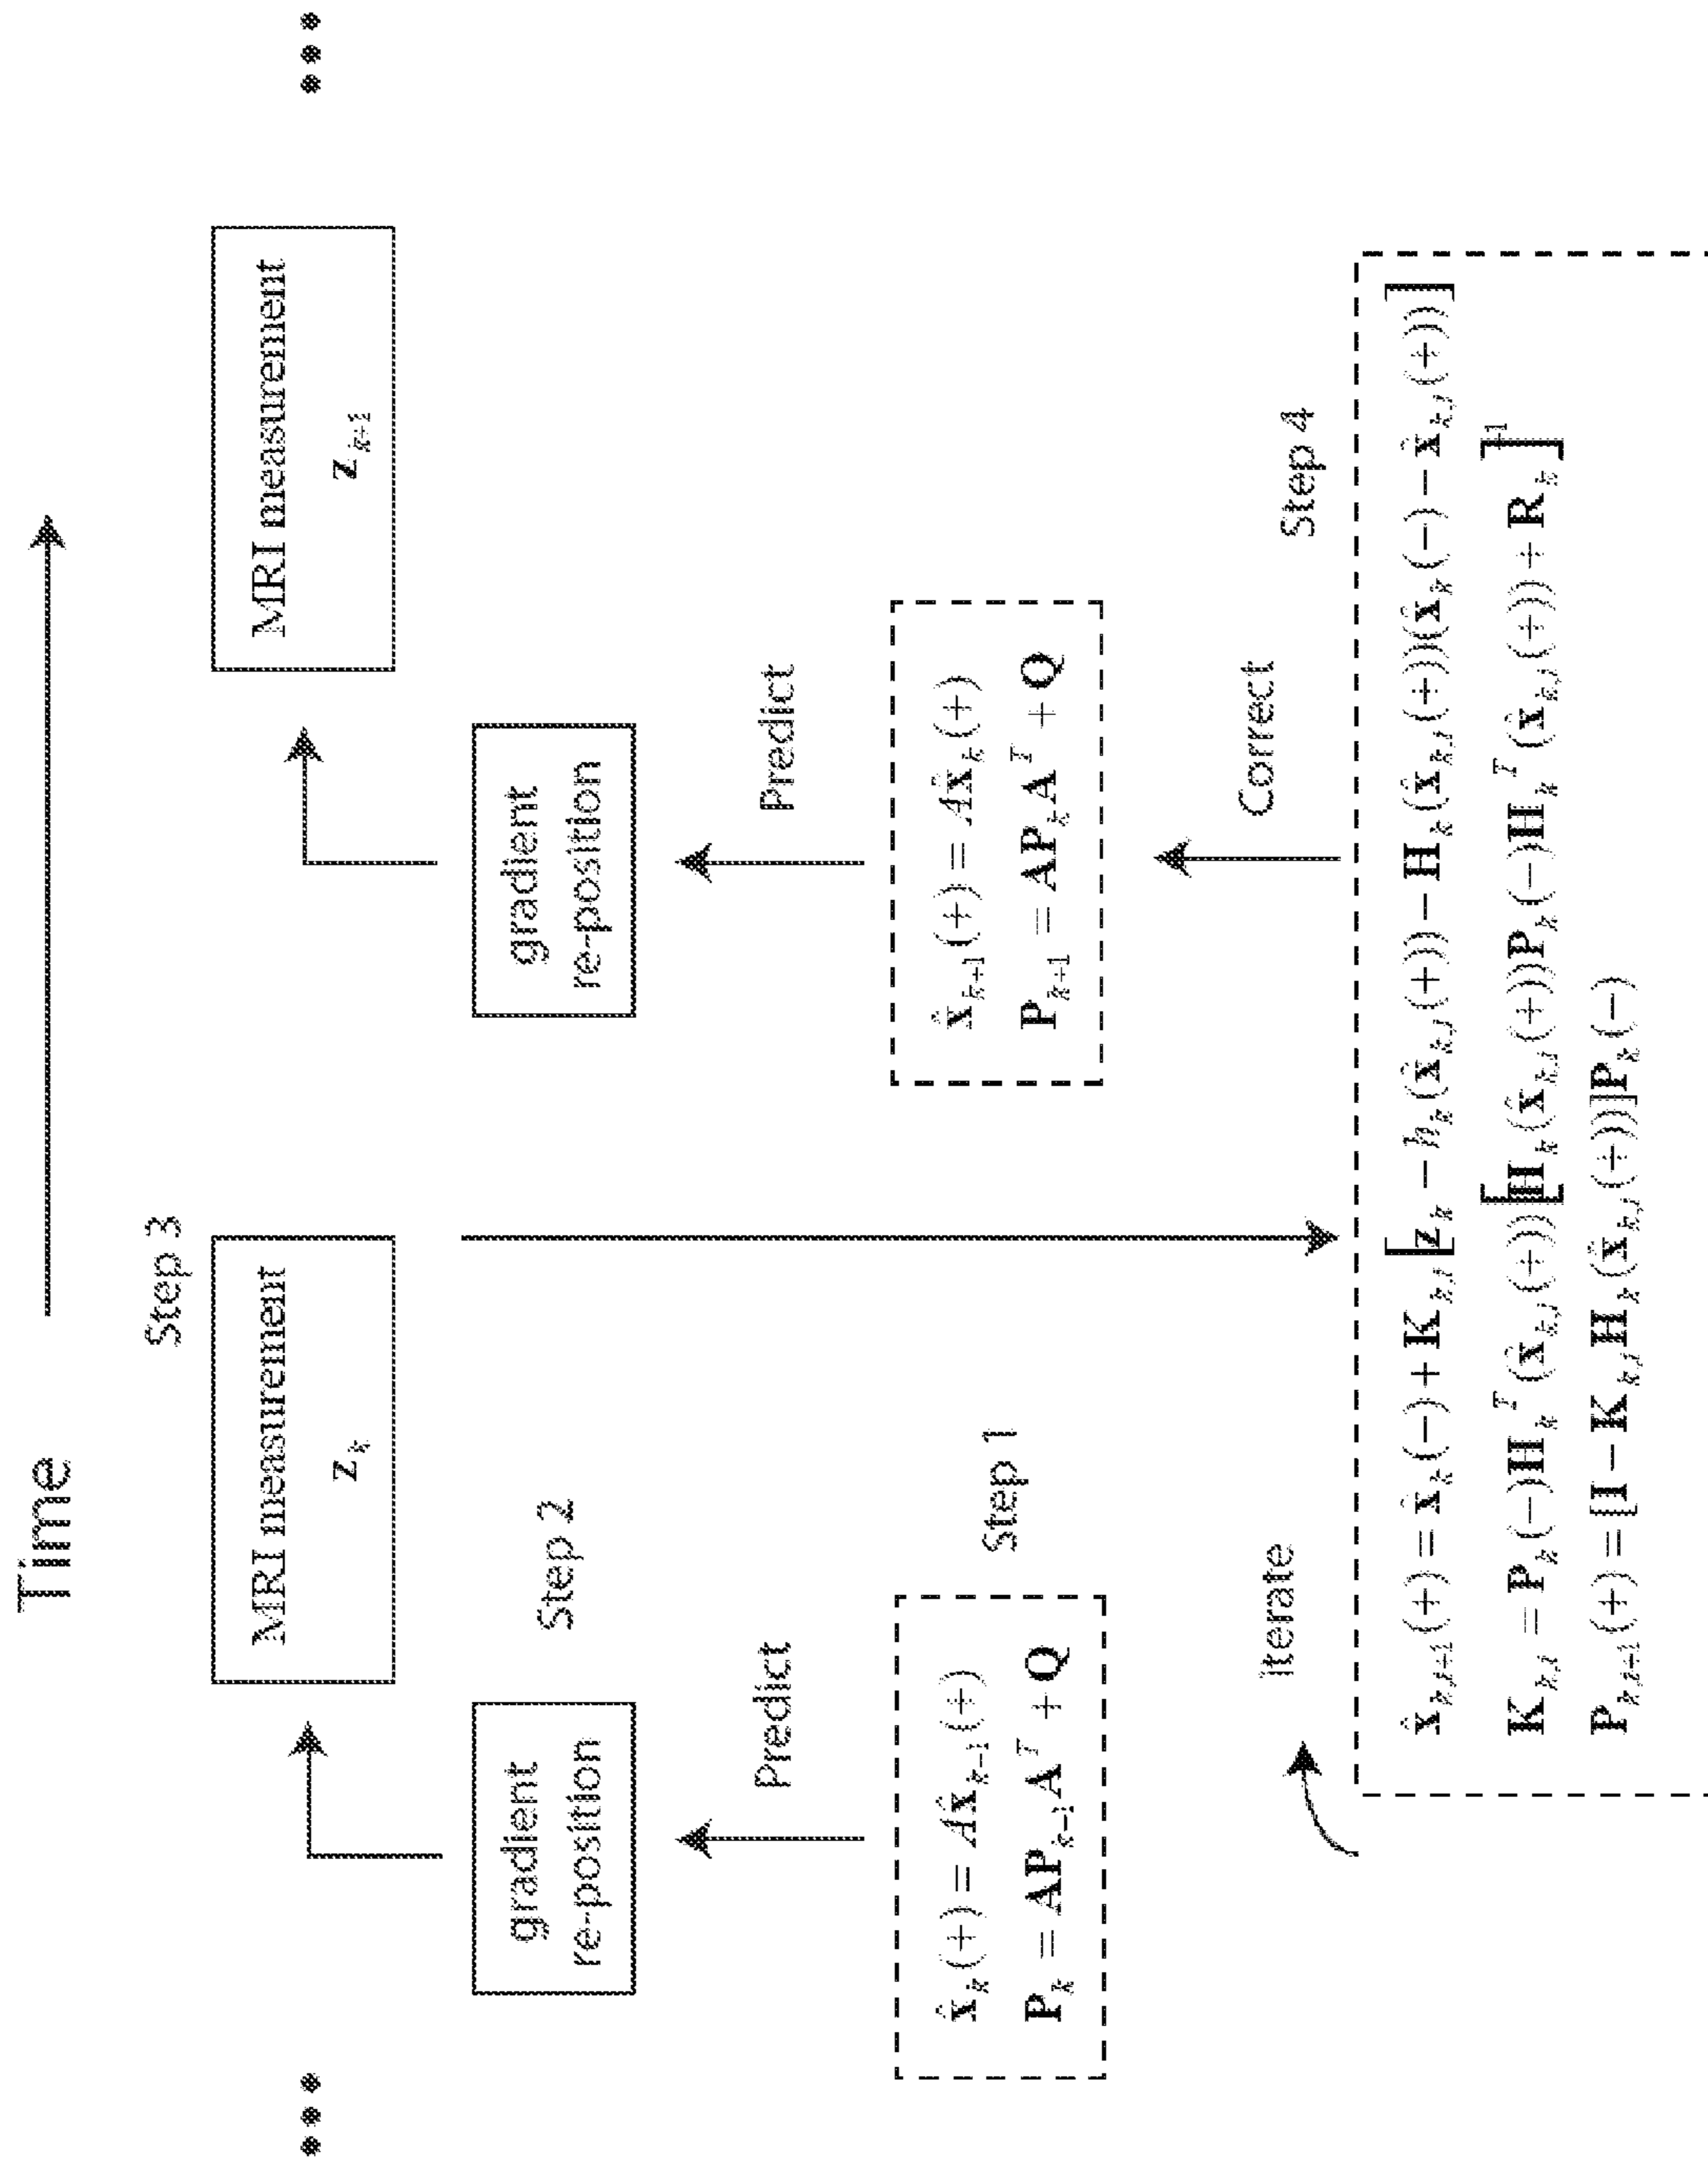 Time
Step 3
MRI measurement
z_k
MRI measurement
z_{k+1}
gradient
re-position
Step 2
gradient
re-position
Predict
Predict
x̂_k(+) = Ax̂_{k−1}(+)
P_k = AP_{k−1}A^T + Q
Step 1
x̂_{k+1}(+) = Ax̂_k(+)
P_{k+1} = AP_kA^T + Q
iterate
Correct
Step 4
x̂_{k,i+1}(+) = x̂_k(−) + K_{k,i}[z_k − h_k(x̂_{k,i}(+)) − H_k(x̂_{k,i}(+))(x̂_k(−) − x̂_{k,i}(+))]
K_{k,i} = P_k(−)H_k^T(x̂_{k,i}(+))[H_k(x̂_{k,i}(+))P_k(−)H_k^T(x̂_{k,i}(+)) + R_k]
P_{k,i+1}(+) = [I − K_{k,i}H_k(x̂_{k,i}(+))]P_k(−)